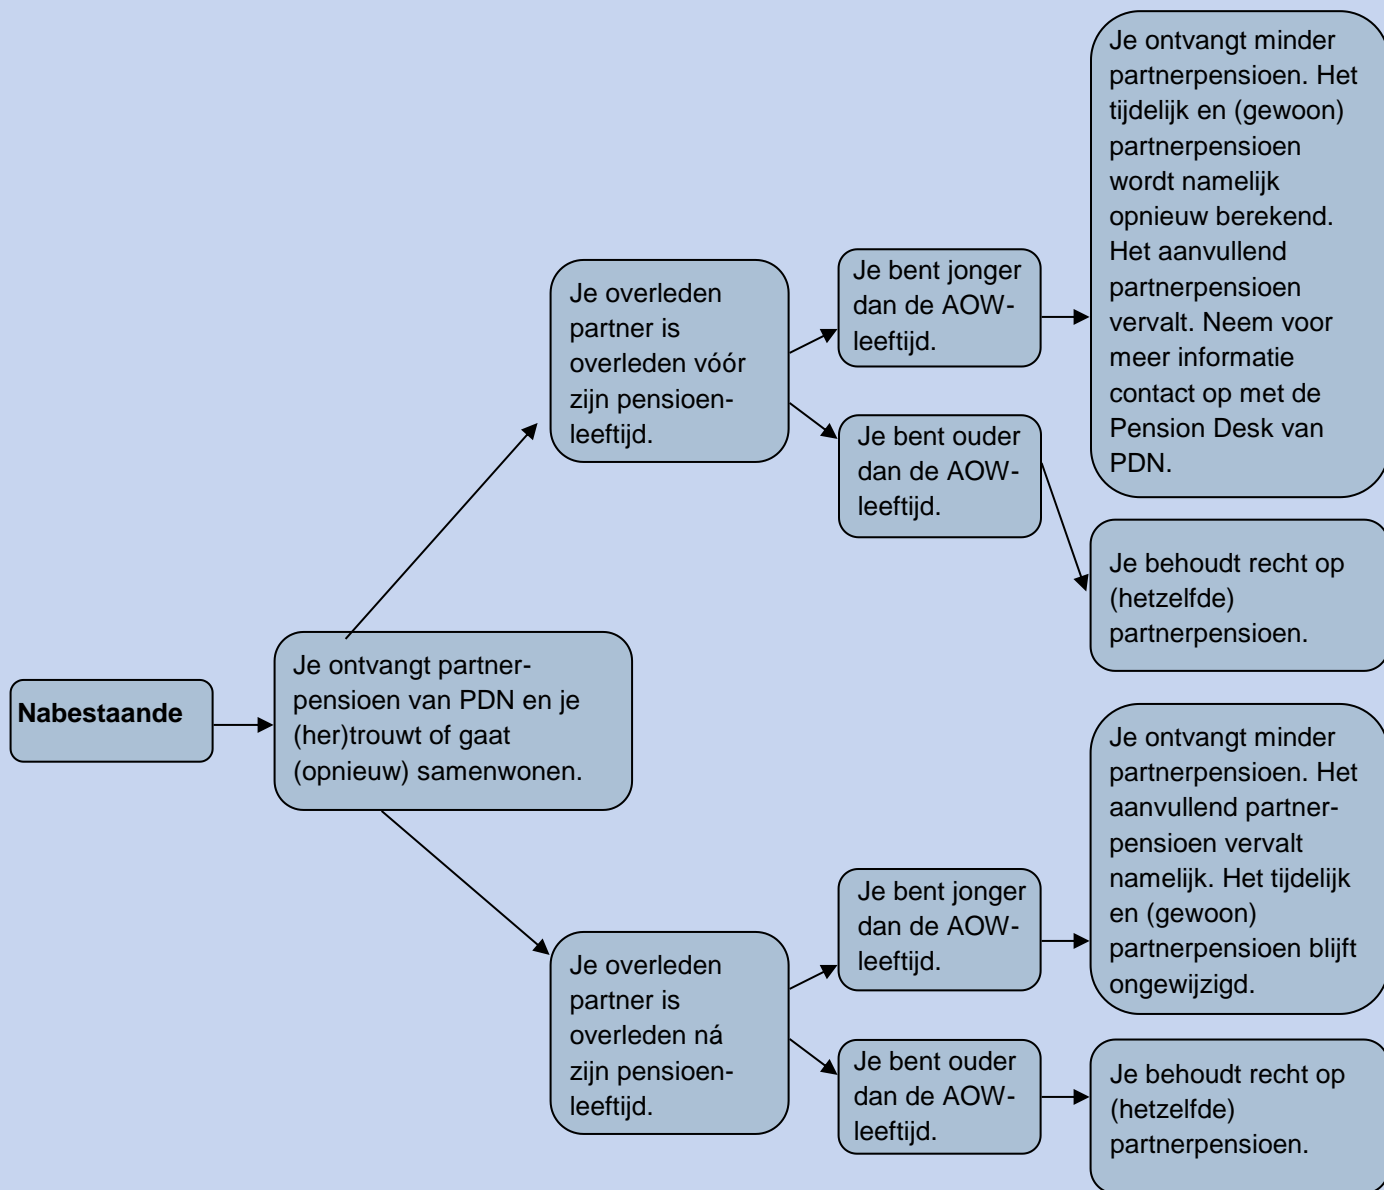 Nabestaande
Je ontvangt partner-
pensioen van PDN en je
(her)trouwt of gaat
(opnieuw) samenwonen.
Je overleden
partner is
overleden vóór
zijn pensioen-
leeftijd.
Je bent jonger
dan de AOW-
leeftijd.
Je ontvangt minder
partnerpensioen. Het
tijdelijk en (gewoon)
partnerpensioen
wordt namelijk
opnieuw berekend.
Het aanvullend
partnerpensioen
vervalt. Neem voor
meer informatie
contact op met de
Pension Desk van
PDN.
Je bent ouder
dan de AOW-
leeftijd.
Je behoudt recht op
(hetzelfde)
partnerpensioen.
Je overleden
partner is
overleden ná
zijn pensioen-
leeftijd.
Je bent jonger
dan de AOW-
leeftijd.
Je ontvangt minder
partnerpensioen. Het
aanvullend partner-
pensioen vervalt
namelijk. Het tijdelijk
en (gewoon)
partnerpensioen blijft
ongewijzigd.
Je bent ouder
dan de AOW-
leeftijd.
Je behoudt recht op
(hetzelfde)
partnerpensioen.